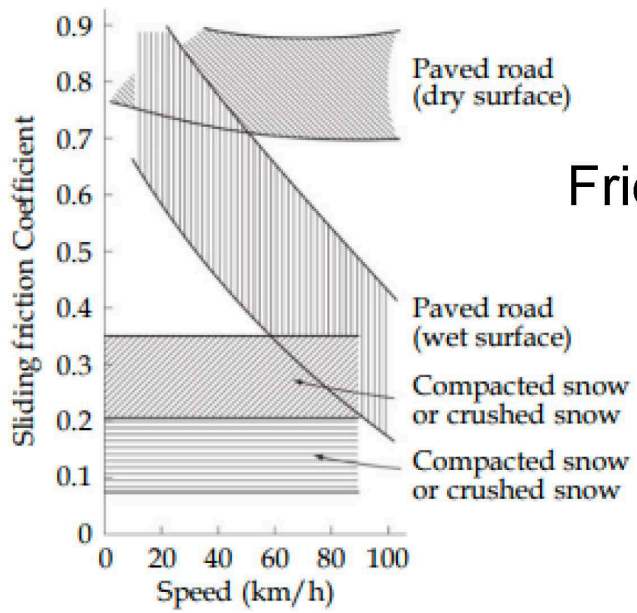 0.9
0.8
0.7
0.6
0.5
0.4
0.3
0.2
0.1
0
Sliding friction Coefficient
0 20 40 60 80 100
Speed (km/h)
Paved road
(dry surface)
Paved road
(wet surface)
Compacted snow
or crushed snow
Compacted snow
or crushed snow
Fric